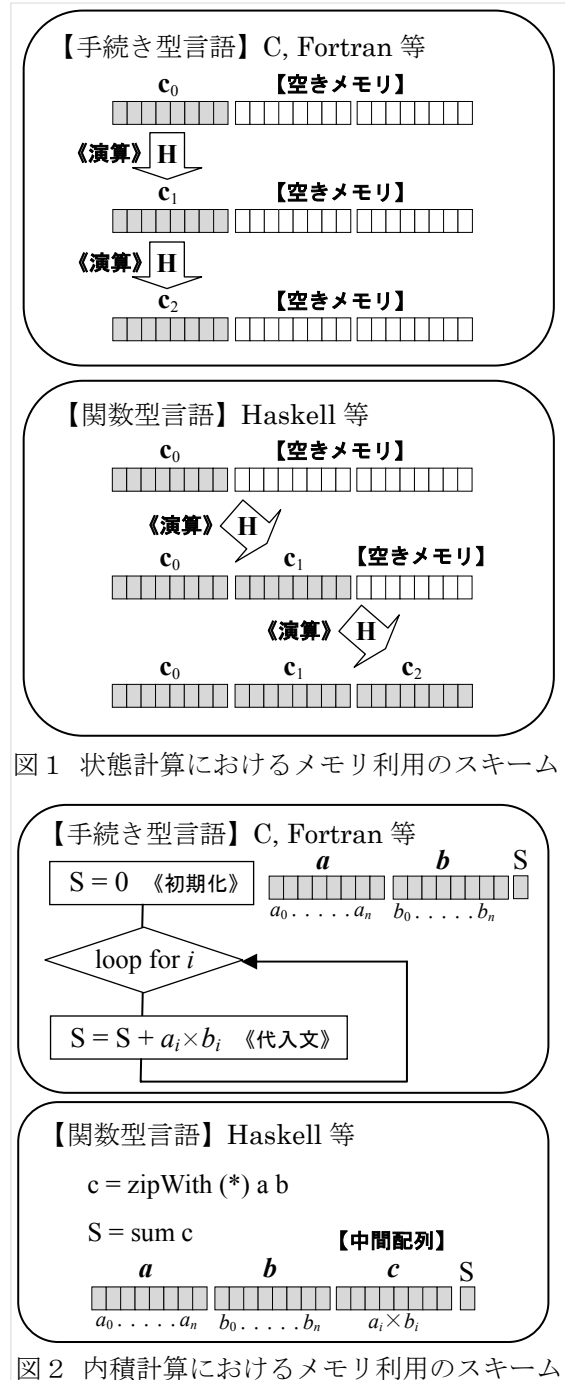 【手続き型言語】C, Fortran 等
c₀ 【空きメモリ】
《演算》 H
c₁ 【空きメモリ】
《演算》 H
c₂ 【空きメモリ】
【関数型言語】Haskell 等
c₀ 【空きメモリ】
《演算》 H
c₀ c₁ 【空きメモリ】
《演算》 H
c₀ c₁ c₂
図1 状態計算におけるメモリ利用のスキーム
【手続き型言語】C, Fortran 等
a b S
S = 0 《初期化》
a₀ . . . . . aₙ b₀ . . . . . bₙ
loop for i
S = S + aᵢ×bᵢ 《代入文》
【関数型言語】Haskell 等
c = zipWith (*) a b
S = sum c
【中間配列】
a b c S
a₀ . . . . . aₙ b₀ . . . . . bₙ aᵢ×bᵢ
図2 内積計算におけるメモリ利用のスキーム